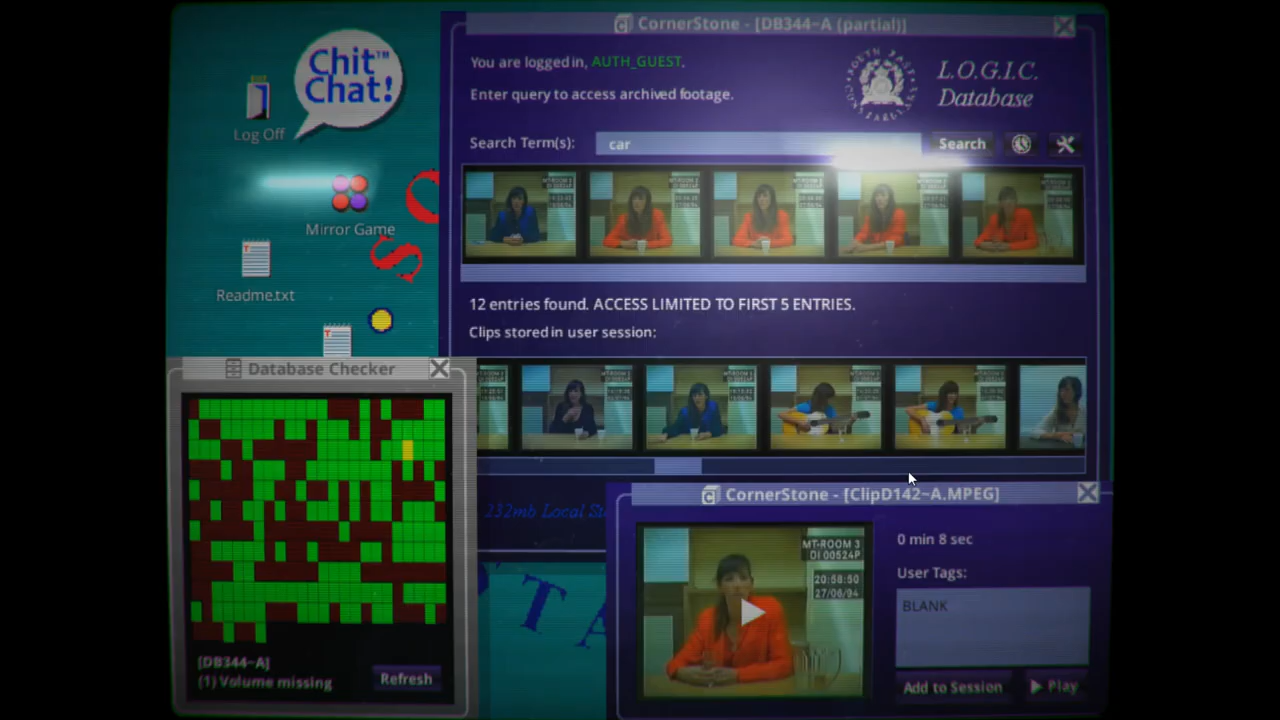 CornerStone - [DB344-A (partial)]
You are logged in, AUTH_GUEST.
Enter query to access archived footage.
L.O.G.I.C.
Database
Search Term(s):
car
Search
12 entries found. ACCESS LIMITED TO FIRST 5 ENTRIES.
Clips stored in user session:
Chit™
Chat!
Log Off
Mirror Game
Readme.txt
Database Checker
[DB344-A]
(1) Volume missing
Refresh
232mb Local
CornerStone - [ClipD142-A.MPEG]
MT-ROOM 3
DI 00524P
20:58:50
27/06/94
0 min 8 sec
User Tags:
BLANK
Add to Session
Play